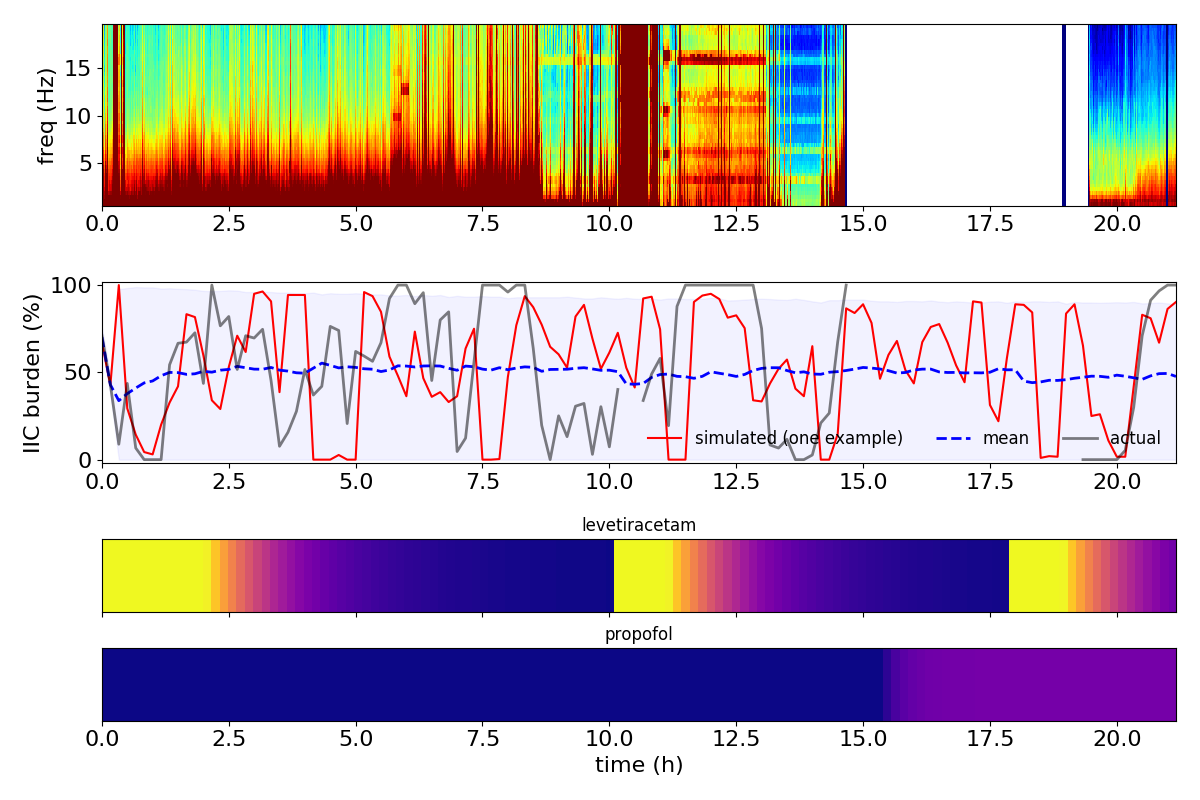 freq (Hz)
15
10
5
0.0 2.5 5.0 7.5 10.0 12.5 15.0 17.5 20.0
IIC burden (%)
100
50
0
simulated (one example) mean actual
0.0 2.5 5.0 7.5 10.0 12.5 15.0 17.5 20.0
levetiracetam
propofol
0.0 2.5 5.0 7.5 10.0 12.5 15.0 17.5 20.0
time (h)